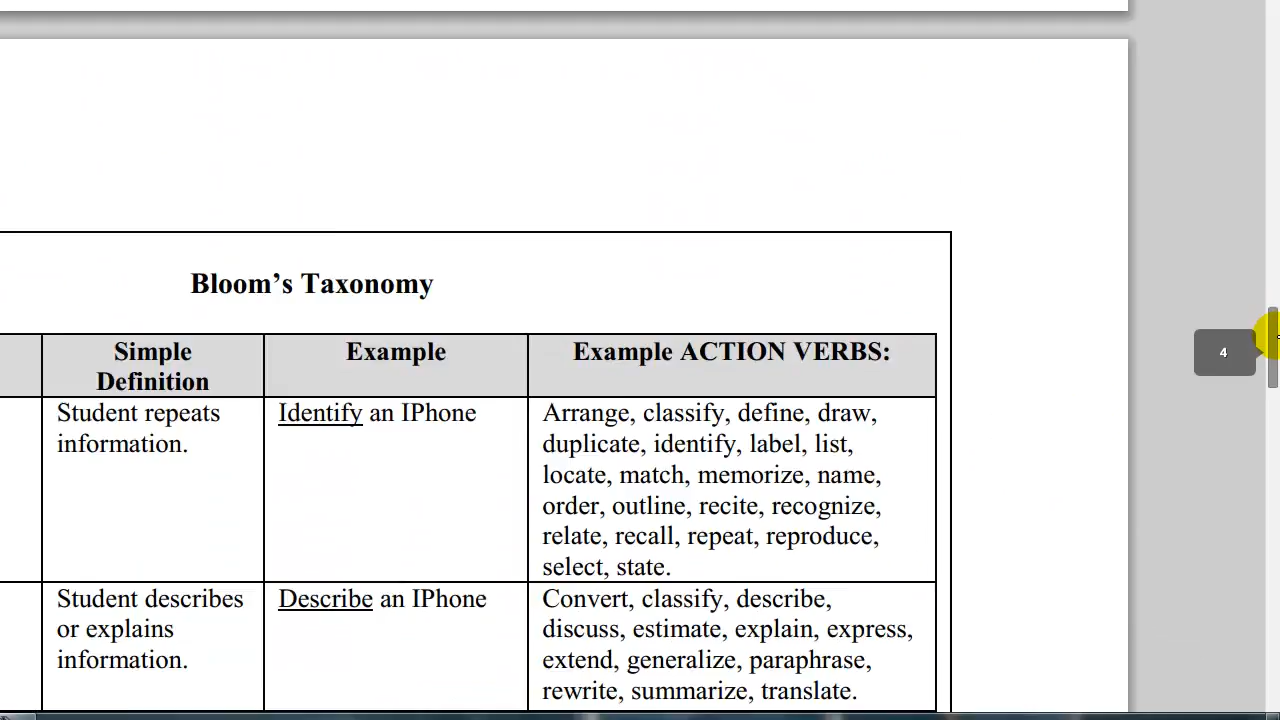 Bloom's Taxonomy
Simple
Definition
Example
Example ACTION VERBS:
Student repeats
information.
Identify an IPhone
Arrange, classify, define, draw,
duplicate, identify, label, list,
locate, match, memorize, name,
order, outline, recite, recognize,
relate, recall, repeat, reproduce,
select, state.
Student describes
or explains
information.
Describe an IPhone
Convert, classify, describe,
discuss, estimate, explain, express,
extend, generalize, paraphrase,
rewrite, summarize, translate.
4